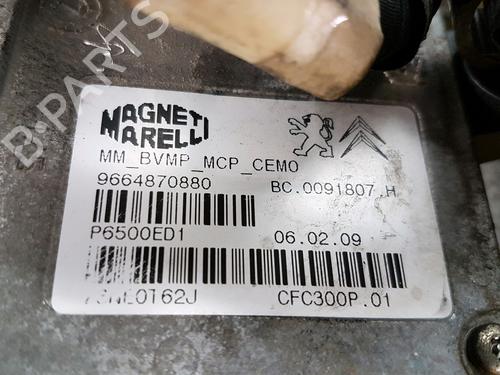 B-PARTS
MAGNETI
MARELLI
MM_BVMP_MCP_CEMO
9664870880 BC.0091807.H
P6500ED1 06.02.09
CFC300P.01